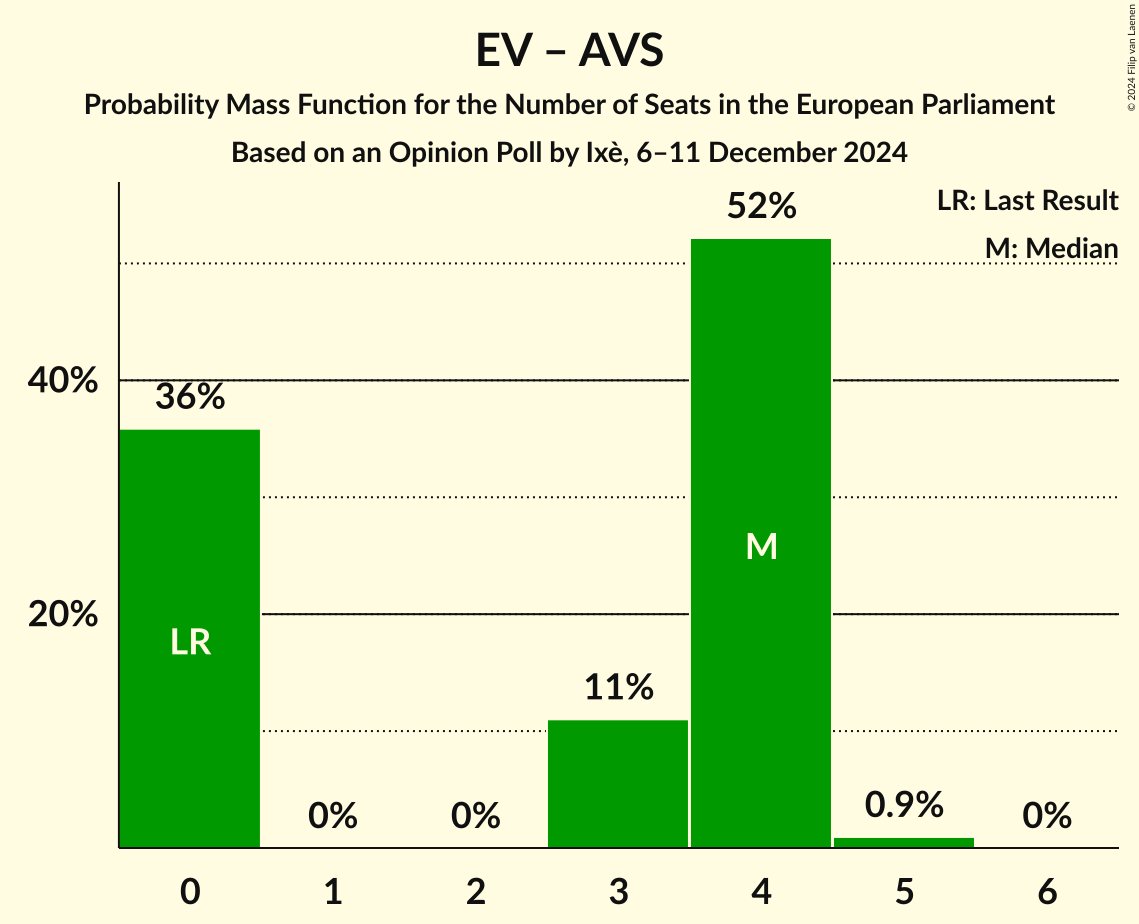 EV – AVS
Probability Mass Function for the Number of Seats in the European Parliament
Based on an Opinion Poll by Ixè, 6–11 December 2024
© 2024 Filip van Laenen
LR: Last Result
M: Median
52%
40%
36%
M
20%
LR
11%
0%
0%
0.9%
0%
0 1 2 3 4 5 6